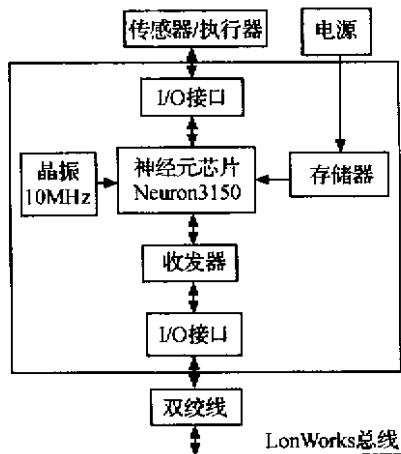 传感器/执行器
电源
I/O接口
晶振
10MHz
神经元芯片
Neuron3150
存储器
收发器
I/O接口
双绞线
LonWorks总线